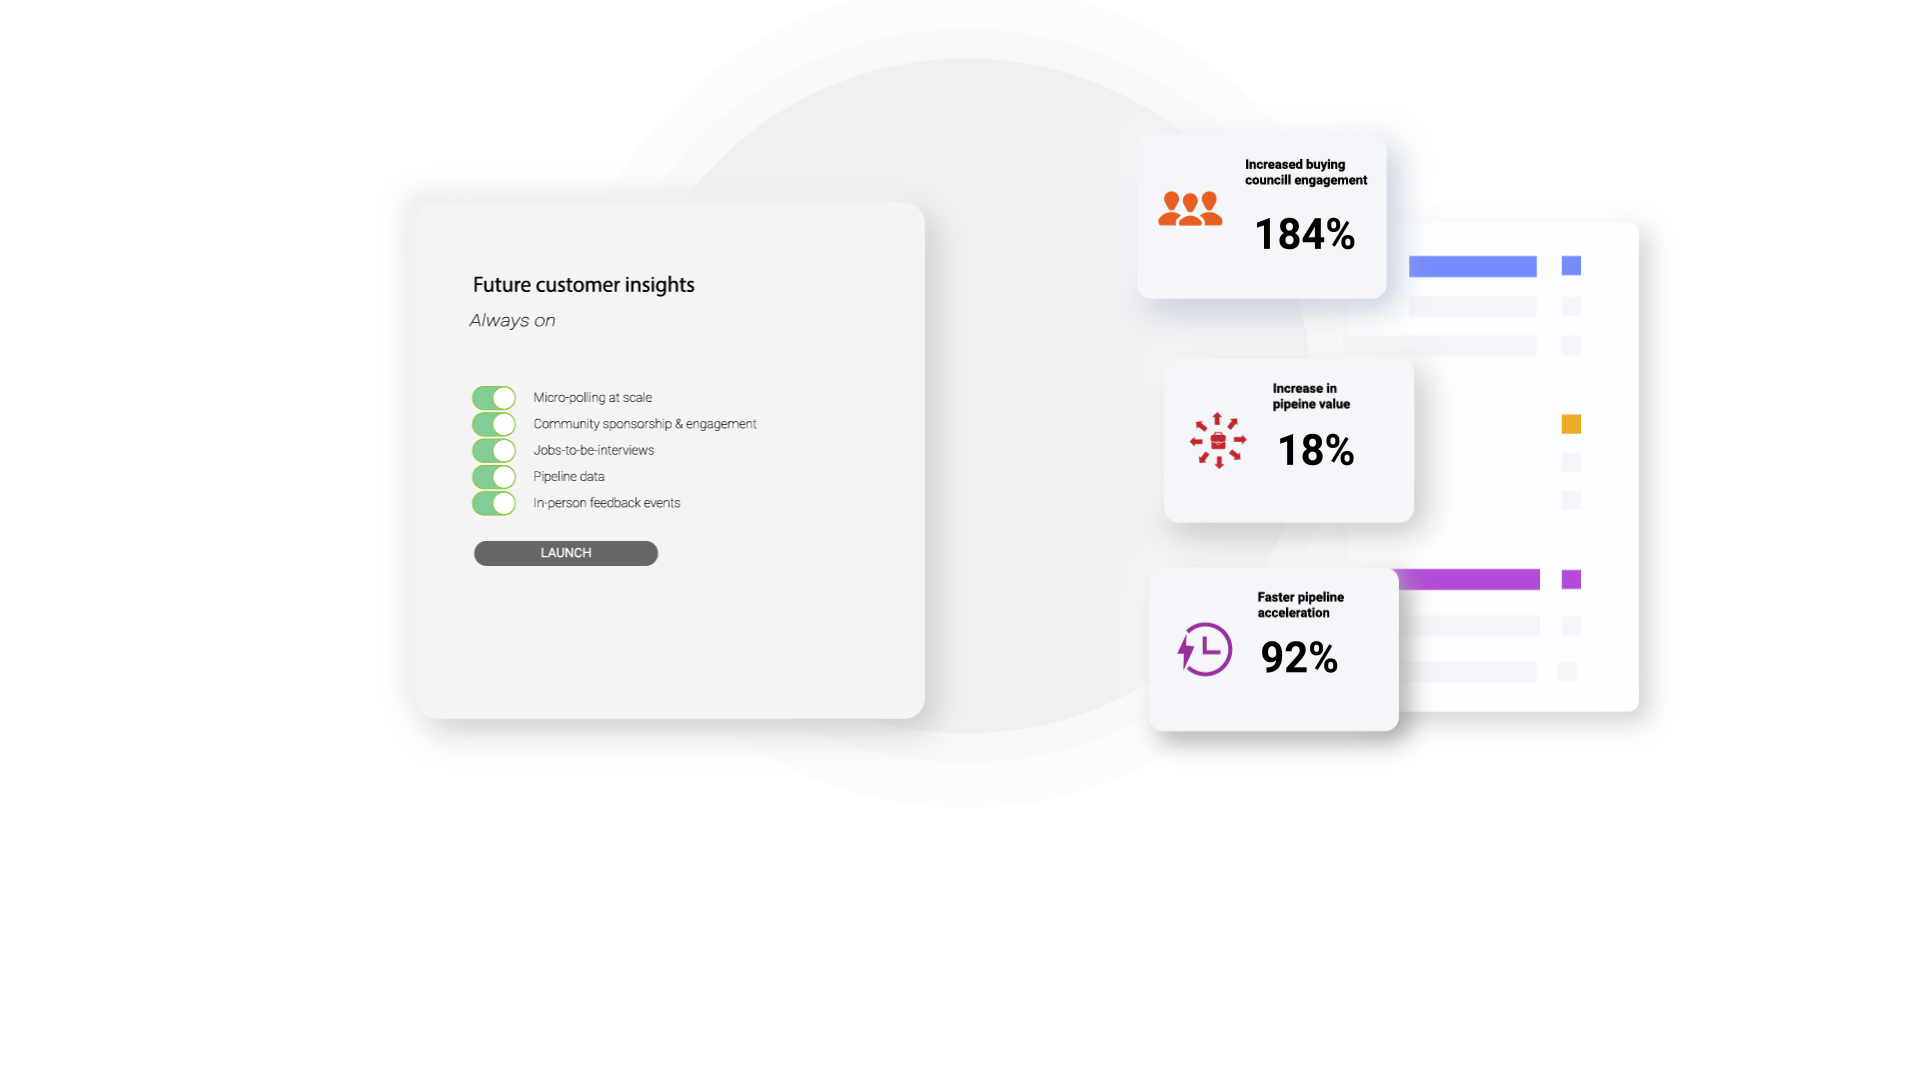 Future customer insights
Always on
Micro-polling at scale
Community sponsorship & engagement
Jobs-to-be-interviews
Pipeline data
In-person feedback events
LAUNCH
Increased buying
councill engagement
184%
Increase in
pipeine value
18%
Faster pipeline
acceleration
92%